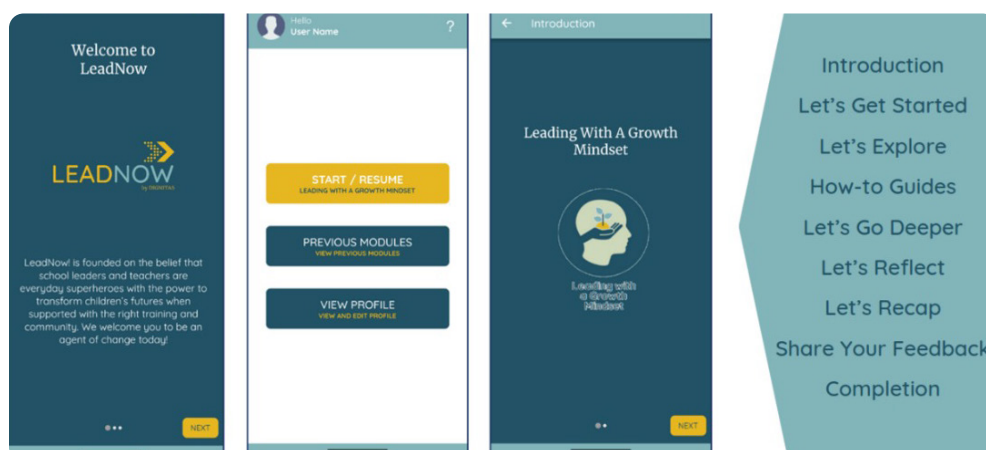 Welcome to
LeadNow
LEADNOW
LeadNow! is founded on the belief that
school leaders and teachers are
everyday superheroes with the power to
transform children's futures when
supported with the right training and
community. We welcome you to be an
agent of change today!
NEXT
Hello
User Name
?
START / RESUME
LEADING WITH A GROWTH MINDSET
PREVIOUS MODULES
VIEW PREVIOUS MODULES
VIEW PROFILE
VIEW AND EDIT PROFILE
Introduction
Leading With A Growth
Mindset
Leading with
a Growth
Mindset
NEXT
Introduction
Let's Get Started
Let's Explore
How-to Guides
Let's Go Deeper
Let's Reflect
Let's Recap
Share Your Feedback
Completion